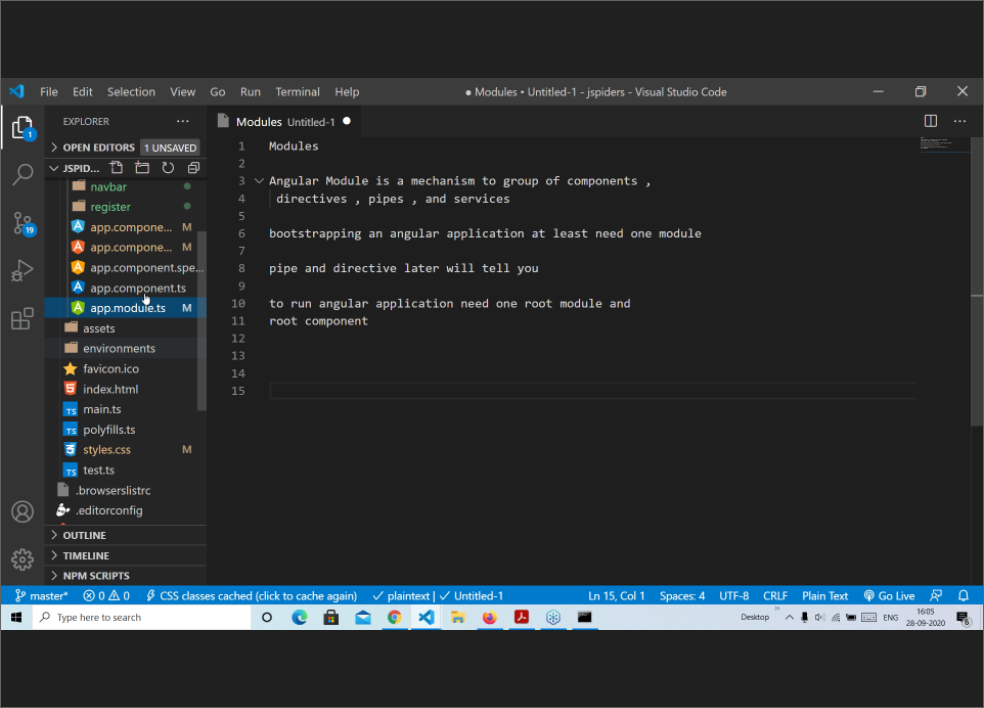 File Edit Selection View Go Run Terminal Help ● Modules • Untitled-1 - jspiders - Visual Studio Code
EXPLORER ...
Modules Untitled-1 ●
OPEN EDITORS 1 UNSAVED
JSPID...
navbar
register
app.compone... M
app.compone... M
app.component.spe...
app.component.ts
app.module.ts M
assets
environments
favicon.ico
index.html
main.ts
polyfills.ts
styles.css M
test.ts
.browserslistrc
.editorconfig
OUTLINE
TIMELINE
NPM SCRIPTS
1 Modules
2
3 Angular Module is a mechanism to group of components ,
4 directives , pipes , and services
5
6 bootstrapping an angular application at least need one module
7
8 pipe and directive later will tell you
9
10 to run angular application need one root module and
11 root component
12
13
14
15
1
19
master* 0 0 CSS classes cached (click to cache again) plaintext | Untitled-1 Ln 15, Col 1 Spaces: 4 UTF-8 CRLF Plain Text Go Live
Type here to search Desktop ENG 16:05
28-09-2020
6